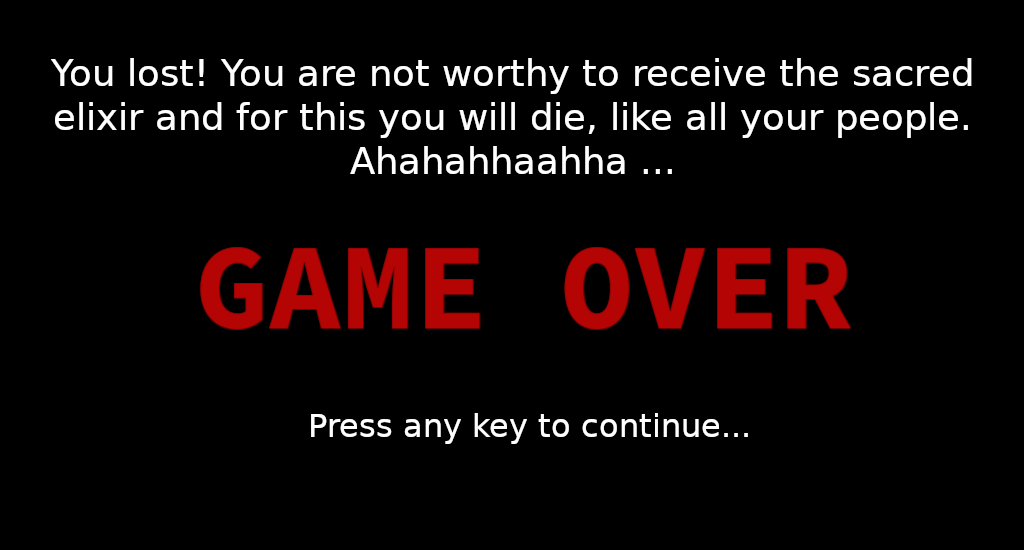 You lost! You are not worthy to receive the sacred
elixir and for this you will die, like all your people.
Ahahahhaahha ...
GAME OVER
Press any key to continue...